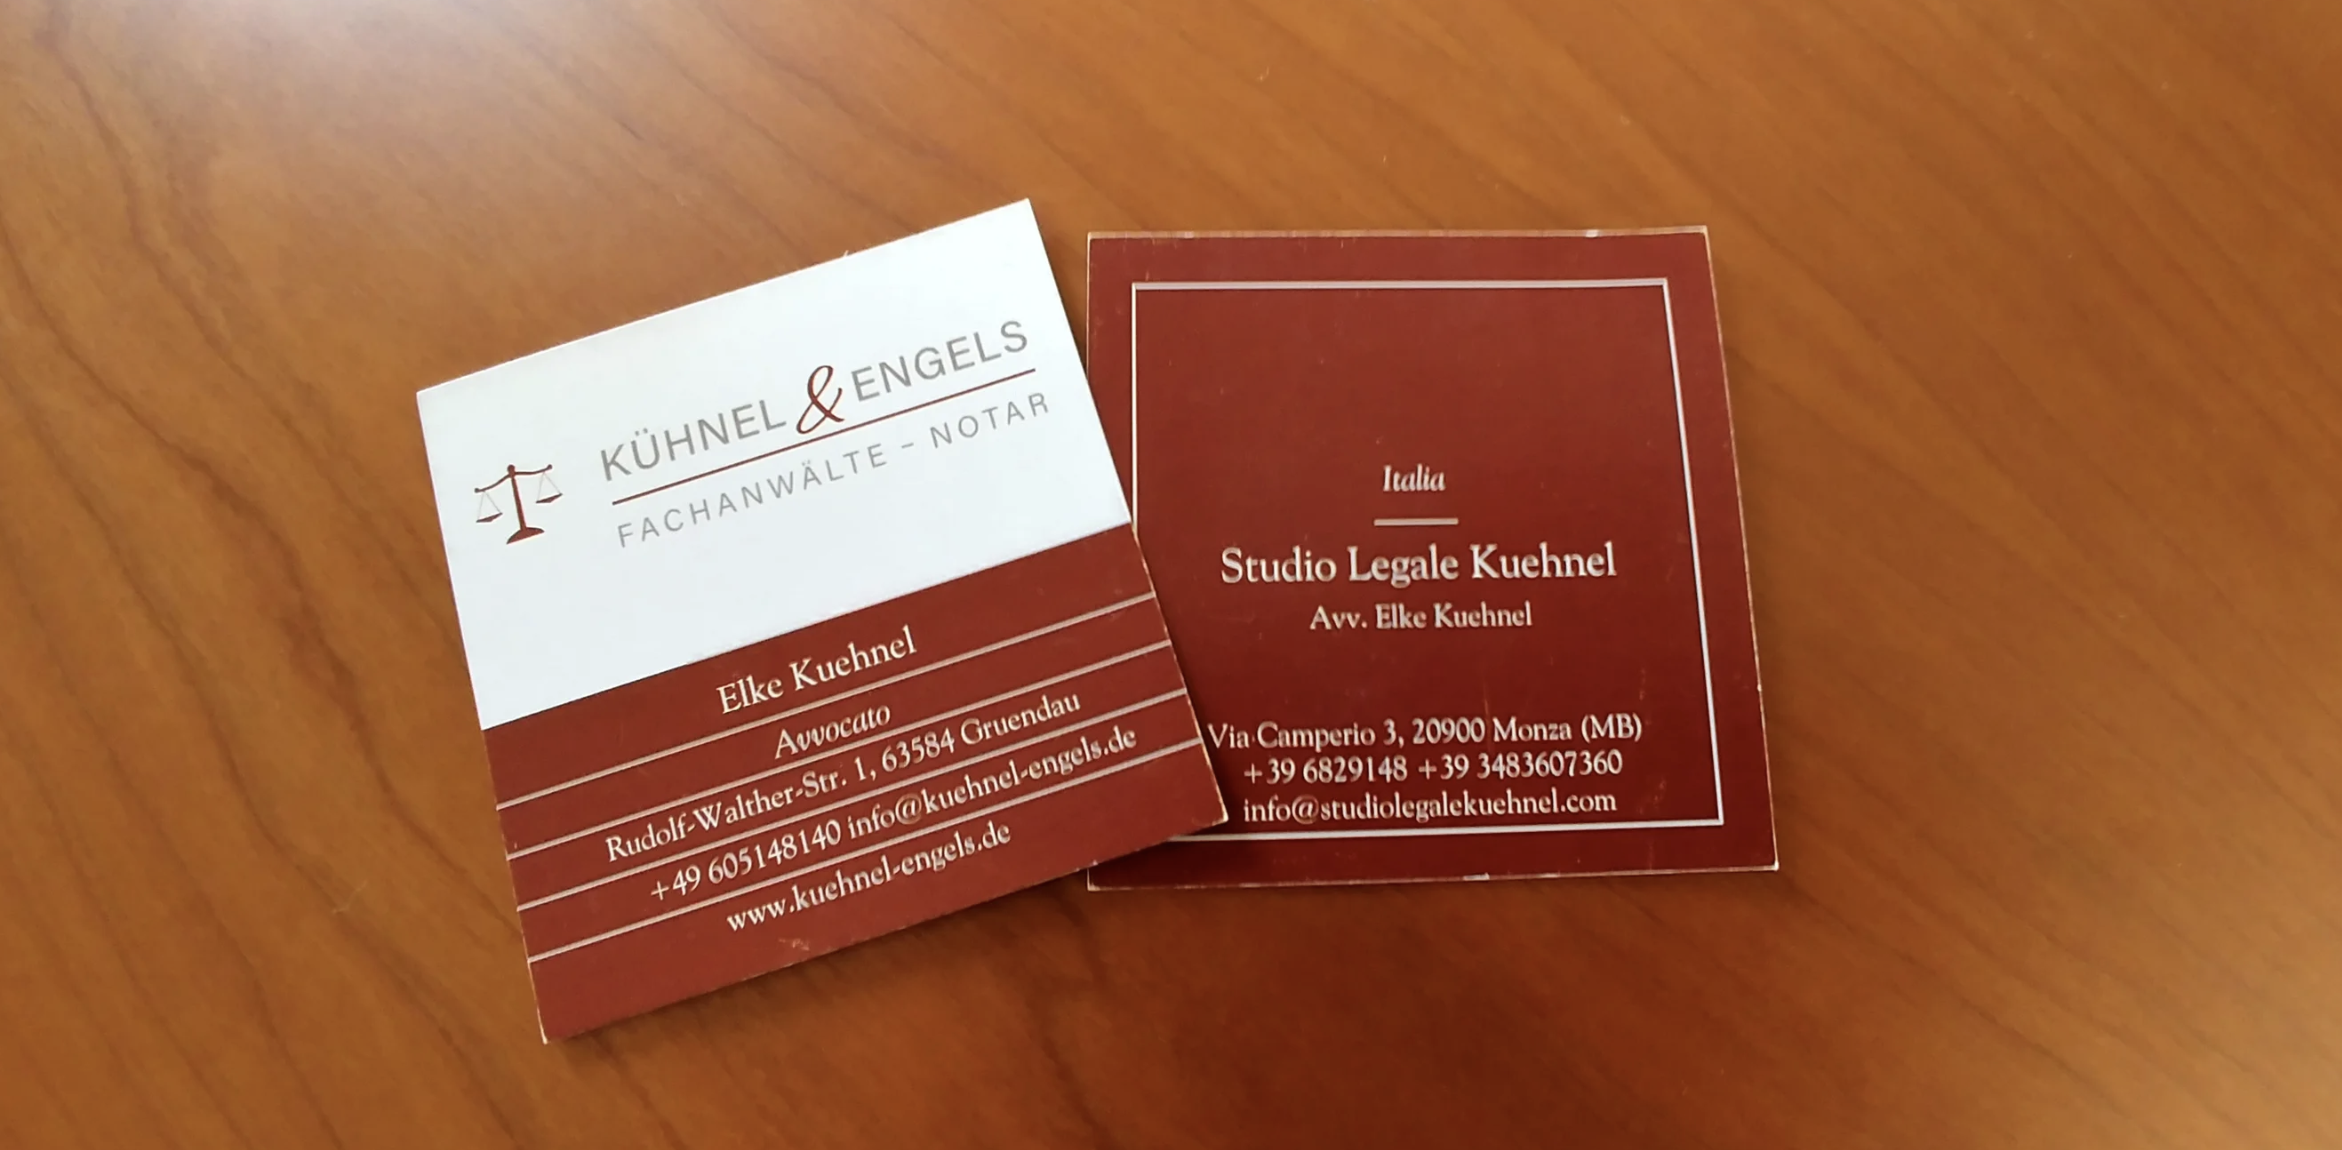 KÜHNEL & ENGELS
FACHANWÄLTE - NOTAR
Elke Kuehnel
Avvocato
Rudolf-Walther-Str. 1, 63584 Gruendau
+49 605148140 info@kuehnel-engels.de
www.kuehnel-engels.de
Italia
Studio Legale Kuehnel
Avv. Elke Kuehnel
Via Camperio 3, 20900 Monza (MB)
+39 6829148 +39 3483607360
info@studiolegalekuehnel.com